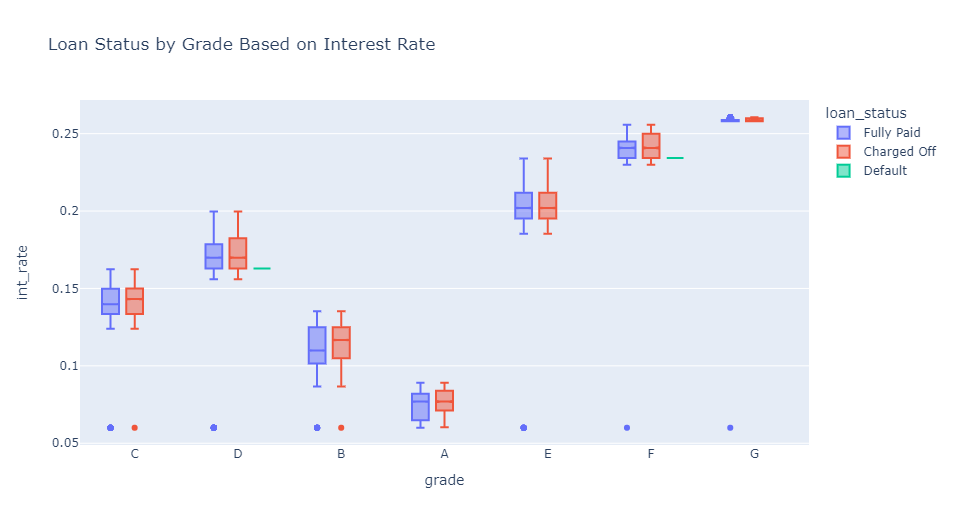 Loan Status by Grade Based on Interest Rate
loan_status
Fully Paid
Charged Off
Default
0.25
0.2
0.15
0.1
0.05
int_rate
C D B A E F G
grade